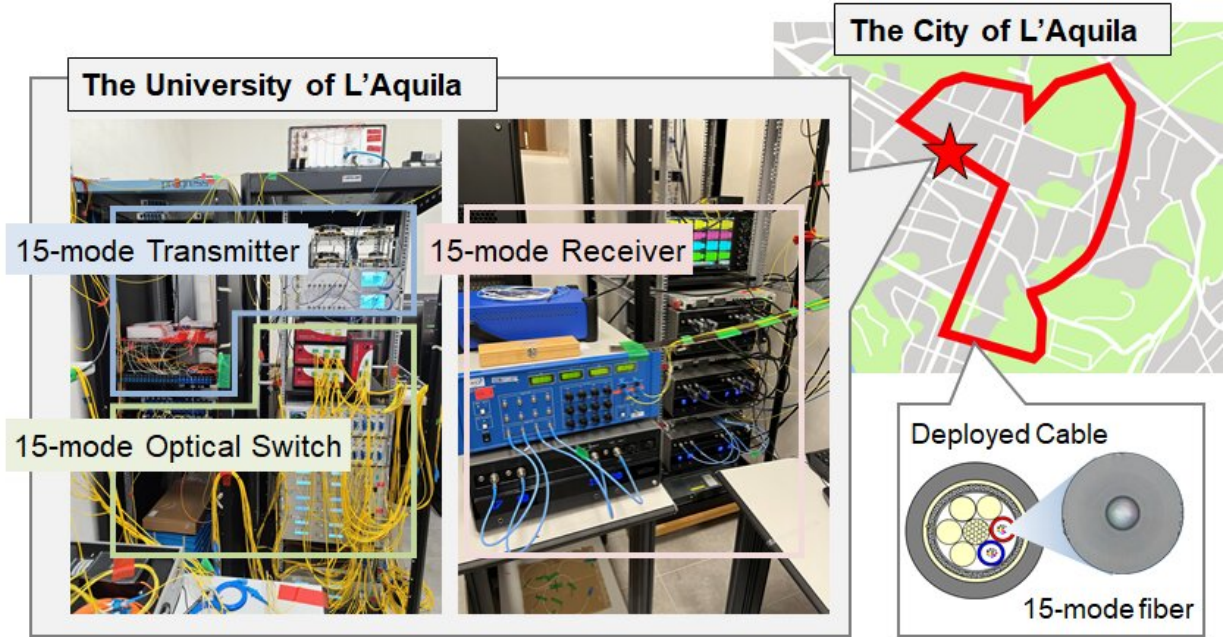 The City of L'Aquila
The University of L'Aquila
15-mode Transmitter
15-mode Receiver
15-mode Optical Switch
Deployed Cable
15-mode fiber